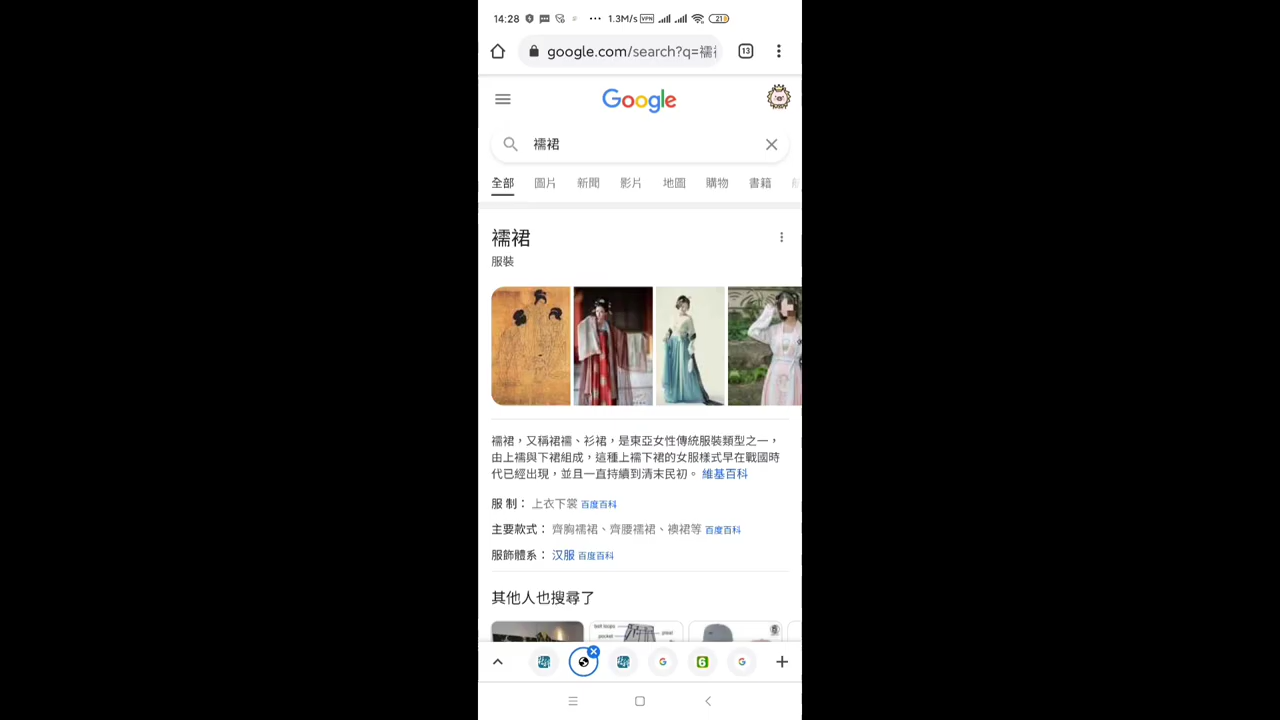 14:28 ... 1.3M/s VPN 21
google.com/search?q=襦 13
Google
襦裙
全部 圖片 新聞 影片 地圖 購物 書籍
襦裙
服裝
襦裙,又稱裙襦、衫裙,是東亞女性傳統服裝類型之一,
由上襦與下裙組成,這種上襦下裙的女服樣式早在戰國時
代已經出現,並且一直持續到清末民初。 維基百科
服 制: 上衣下裳 百度百科
主要款式: 齊胸襦裙、齊腰襦裙、襖裙等 百度百科
服飾體系: 汉服 百度百科
其他人也搜尋了
belt loops
pocket
pleat